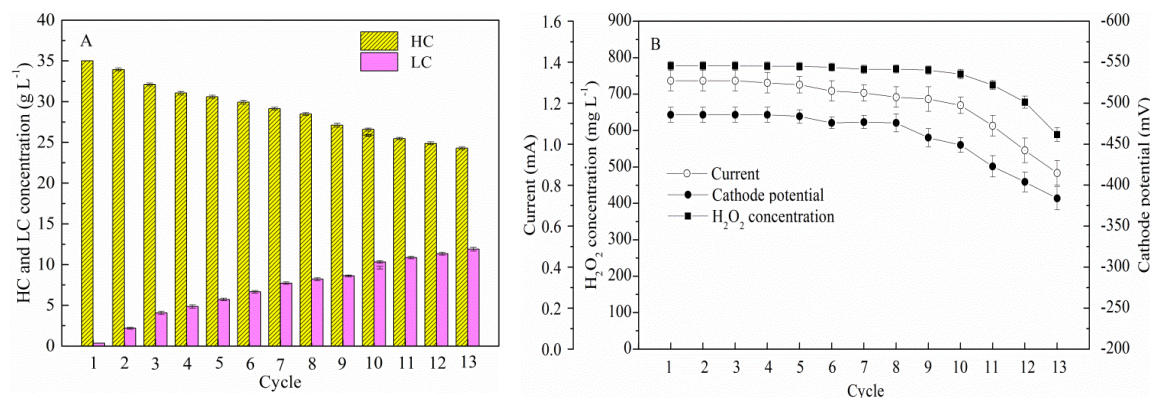 A
HC
LC
HC and LC concentration (g L⁻¹)
40
35
30
25
20
15
10
5
0
1 2 3 4 5 6 7 8 9 10 11 12 13
Cycle
B
Current (mA)
1.6
1.4
1.2
1.0
0.8
0.6
0.4
0.2
0.0
H₂O₂ concentration (mg L⁻¹)
900
800
700
600
500
400
300
200
100
0
Current
Cathode potential
H₂O₂ concentration
Cathode potential (mV)
-600
-550
-500
-450
-400
-350
-300
-250
-200
1 2 3 4 5 6 7 8 9 10 11 12 13
Cycle